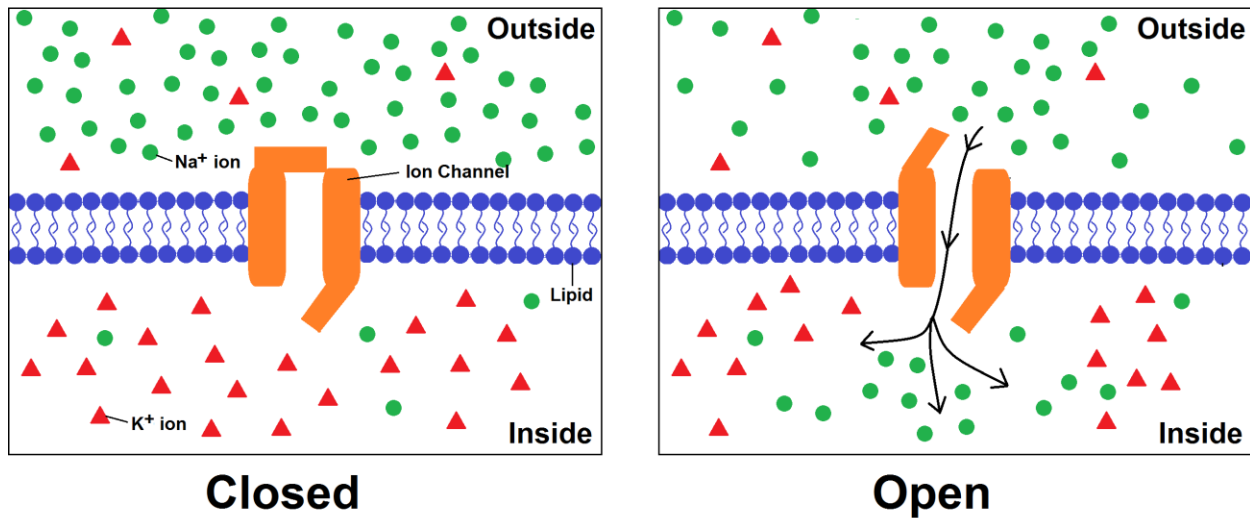 Outside
Na⁺ ion
Ion Channel
Lipid
K⁺ ion
Inside
Closed
Outside
Inside
Open